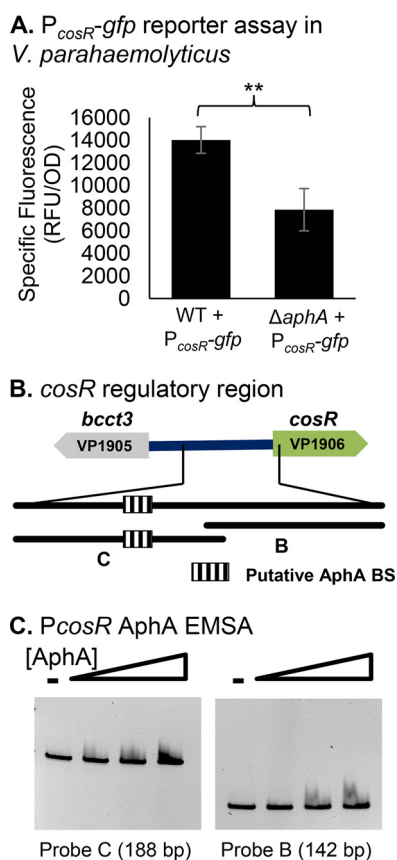 A. PcosR-gfp reporter assay in
V. parahaemolyticus
**
Specific Fluorescence
(RFU/OD)
16000
14000
12000
10000
8000
6000
4000
2000
0
WT +
PcosR-gfp
ΔaphA +
PcosR-gfp
B. cosR regulatory region
bcct3
cosR
VP1905
VP1906
C
B
Putative AphA BS
C. PcosR AphA EMSA
[AphA]
-
-
Probe C (188 bp)
Probe B (142 bp)